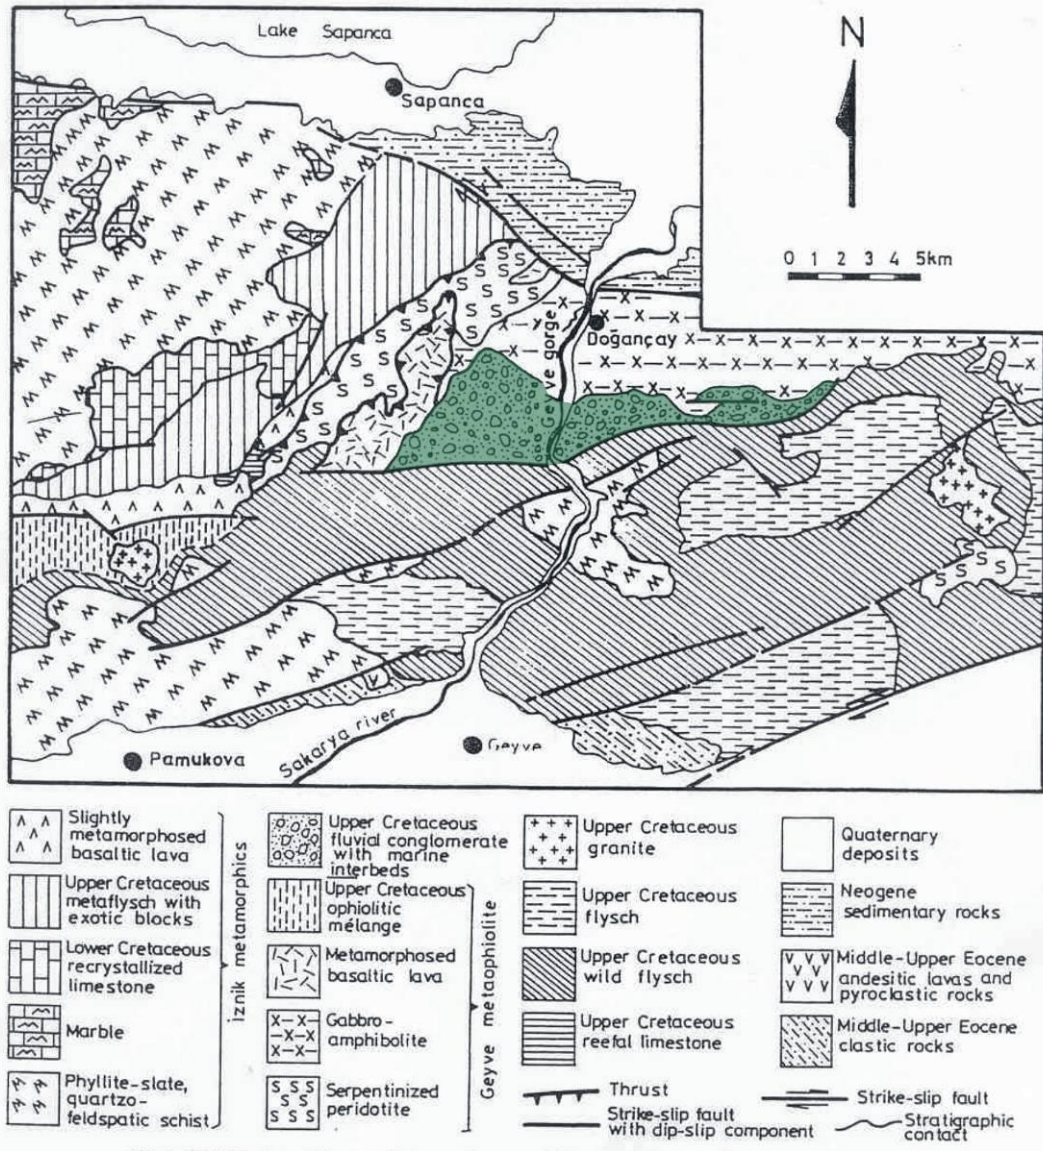 Lake Sapanca
N
Sapanca
0 1 2 3 4 5km
Doğançay
ve gorge
Sakarya river
Geyve
Pamukova
Slightly
metamorphosed
basaltic lava
Upper Cretaceous
metaflysch with
exotic blocks
Lower Cretaceous
recrystallized
limestone
Marble
Phyllite-slate,
quartzo-
feldspatic schist
İznik metamorphics
Upper Cretaceous
fluvial conglomerate
with marine
interbeds
Upper Cretaceous
ophiolitic
mélange
Metamorphosed
basaltic lava
Gabbro-
amphibolite
Serpentinized
peridotite
Geyve metaophiolite
Upper Cretaceous
granite
Upper Cretaceous
flysch
Upper Cretaceous
wild flysch
Upper Cretaceous
reefal limestone
Thrust
Strike-slip fault
with dip-slip component
Quaternary
deposits
Neogene
sedimentary rocks
Middle-Upper Eocene
andesitic lavas and
pyroclastic rocks
Middle-Upper Eocene
clastic rocks
Strike-slip fault
Stratigraphic
contact